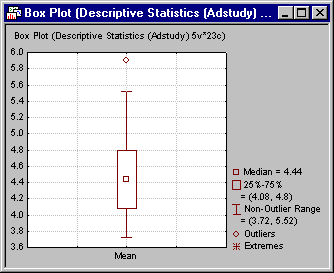 Box Plot (Descriptive Statistics (Adstudy) ...
Box Plot (Descriptive Statistics (Adstudy) 5v*23c)
6.0
5.8
5.6
5.4
5.2
5.0
4.8
4.6
4.4
4.2
4.0
3.8
3.6
Mean
Median = 4.44
25%-75%
= (4.08, 4.8)
Non-Outlier Range
= (3.72, 5.52)
Outliers
Extremes